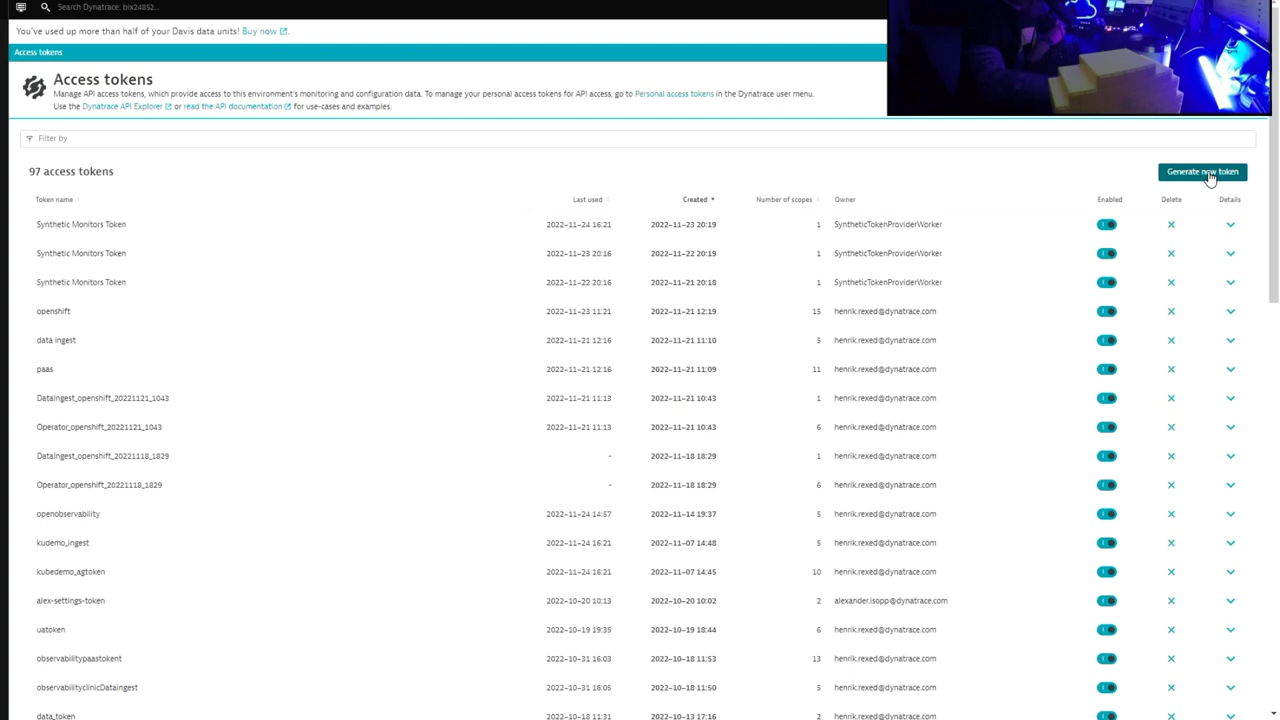 Search Dynatrace: bix24852...
You've used up more than half of your Davis data units! Buy now.
Access tokens
Access tokens
Manage API access tokens, which provide access to this environment's monitoring and configuration data. To manage your personal access tokens for API access, go to Personal access tokens in the Dynatrace user menu.
Use the Dynatrace API Explorer or read the API documentation for use-cases and examples.
Filter by
97 access tokens Generate new token
Token name Last used Created Number of scopes Owner Enabled Delete Details
Synthetic Monitors Token 2022-11-24 16:21 2022-11-23 20:19 1 SyntheticTokenProviderWorker
Synthetic Monitors Token 2022-11-23 20:16 2022-11-22 20:19 1 SyntheticTokenProviderWorker
Synthetic Monitors Token 2022-11-22 20:16 2022-11-21 20:18 1 SyntheticTokenProviderWorker
openshift 2022-11-23 11:21 2022-11-21 12:19 15 henrik.rexed@dynatrace.com
data ingest 2022-11-21 12:16 2022-11-21 11:10 5 henrik.rexed@dynatrace.com
paas 2022-11-21 12:16 2022-11-21 11:09 11 henrik.rexed@dynatrace.com
DataIngest_openshift_20221121_1043 2022-11-21 11:13 2022-11-21 10:43 1 henrik.rexed@dynatrace.com
Operator_openshift_20221121_1043 2022-11-21 11:13 2022-11-21 10:43 6 henrik.rexed@dynatrace.com
DataIngest_openshift_20221118_1829 - 2022-11-18 18:29 1 henrik.rexed@dynatrace.com
Operator_openshift_20221118_1829 - 2022-11-18 18:29 6 henrik.rexed@dynatrace.com
openobservability 2022-11-24 14:57 2022-11-14 19:37 5 henrik.rexed@dynatrace.com
kudemo_ingest 2022-11-24 16:21 2022-11-07 14:48 5 henrik.rexed@dynatrace.com
kubedemo_agtoken 2022-11-24 16:21 2022-11-07 14:45 10 henrik.rexed@dynatrace.com
alex-settings-token 2022-10-20 10:13 2022-10-20 10:02 2 alexander.isopp@dynatrace.com
uatoken 2022-10-19 19:35 2022-10-19 18:44 6 henrik.rexed@dynatrace.com
observabilitypaastokent 2022-10-31 16:03 2022-10-18 11:53 13 henrik.rexed@dynatrace.com
observabilityclinicDataingest 2022-10-31 16:05 2022-10-18 11:50 5 henrik.rexed@dynatrace.com
data_token 2022-10-18 11:31 2022-10-13 17:16 2 henrik.rexed@dynatrace.com